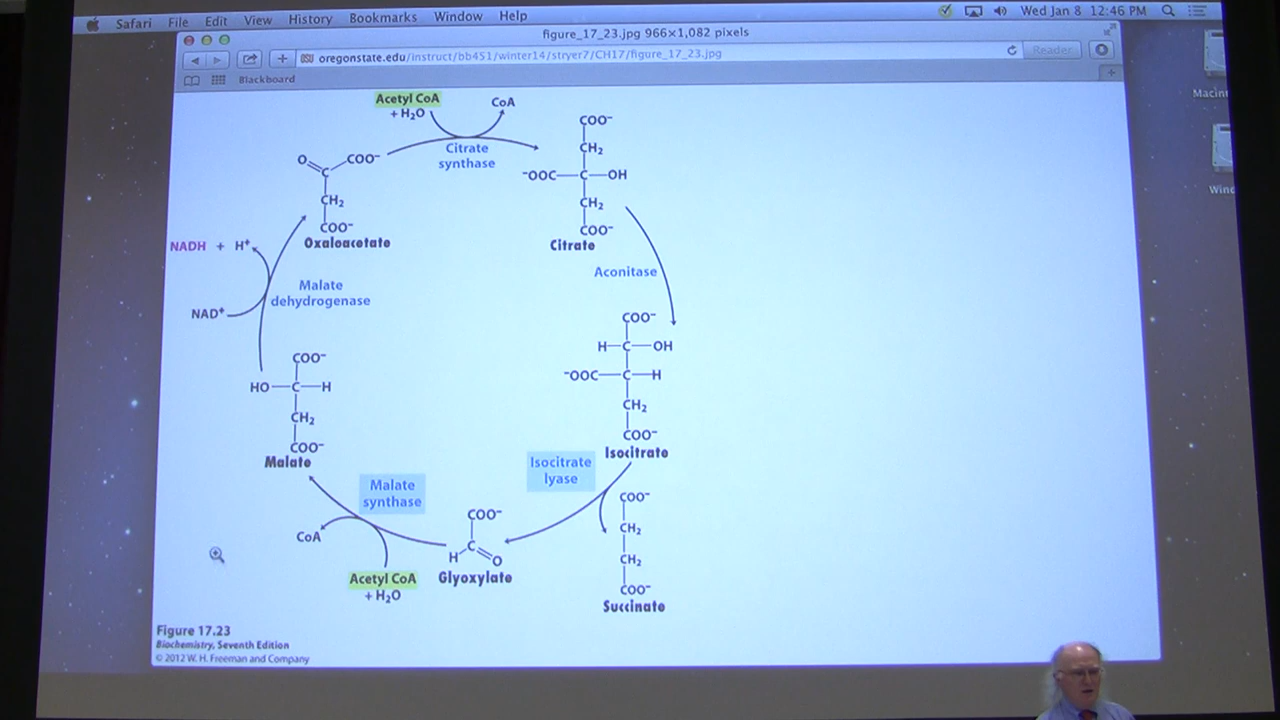 Safari File Edit View History Bookmarks Window Help
Wed Jan 8 12:46 PM
figure_17_23.jpg 966×1,082 pixels
oregonstate.edu/instruct/bb451/winter14/stryer7/CH17/figure_17_23.jpg
Reader
Blackboard
Macin
Wind
Acetyl CoA
+ H₂O
CoA
Citrate
synthase
O
C
COO⁻
CH₂
COO⁻
Oxaloacetate
COO⁻
CH₂
⁻OOC—C—OH
CH₂
COO⁻
Citrate
NADH + H⁺
Malate
dehydrogenase
NAD⁺
Aconitase
COO⁻
H—C—OH
⁻OOC—C—H
CH₂
COO⁻
Isocitrate
COO⁻
HO—C—H
CH₂
COO⁻
Malate
Isocitrate
lyase
Malate
synthase
CoA
Acetyl CoA
+ H₂O
COO⁻
C
H
O
Glyoxylate
COO⁻
CH₂
CH₂
COO⁻
Succinate
Figure 17.23
Biochemistry, Seventh Edition
© 2012 W. H. Freeman and Company